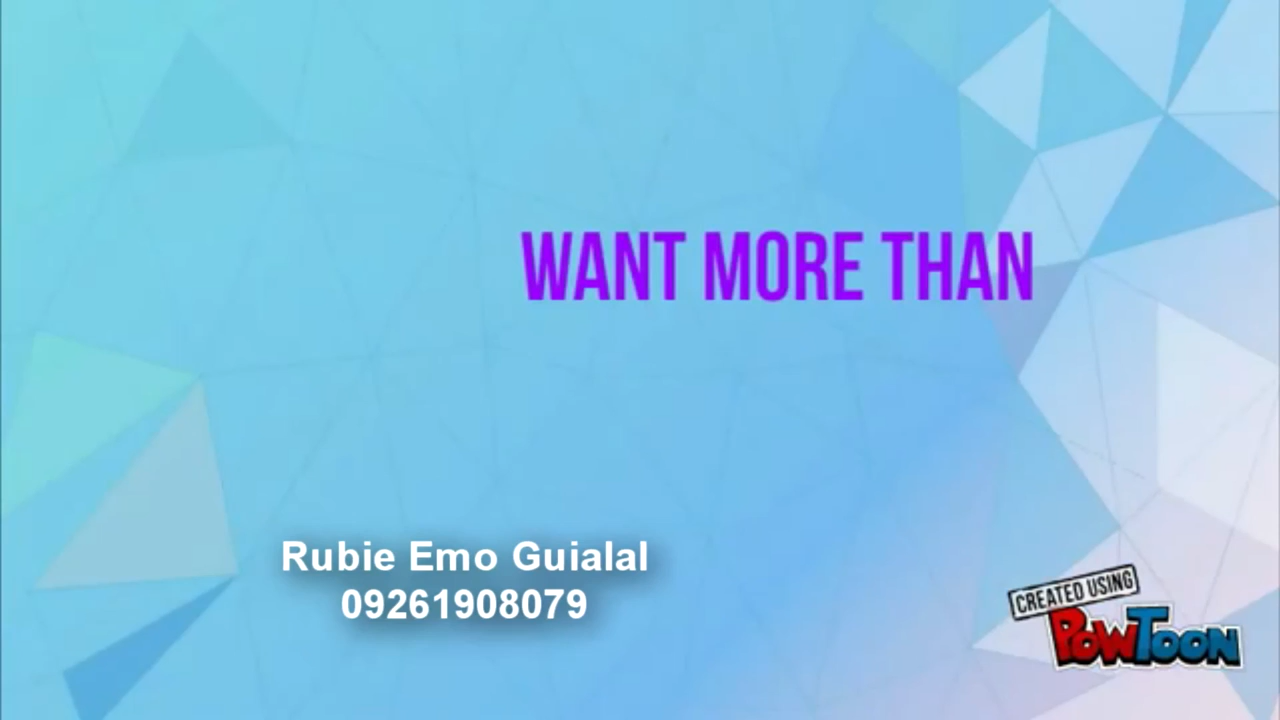 WANT MORE THAN
Rubie Emo Guialal
09261908079
CREATED USING
POWTOON